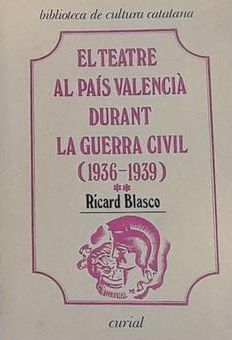 biblioteca de cultura catalana
EL TEATRE
AL PAÍS VALENCIÀ
DURANT
LA GUERRA CIVIL
(1936-1939)
**
Ricard Blasco
curial